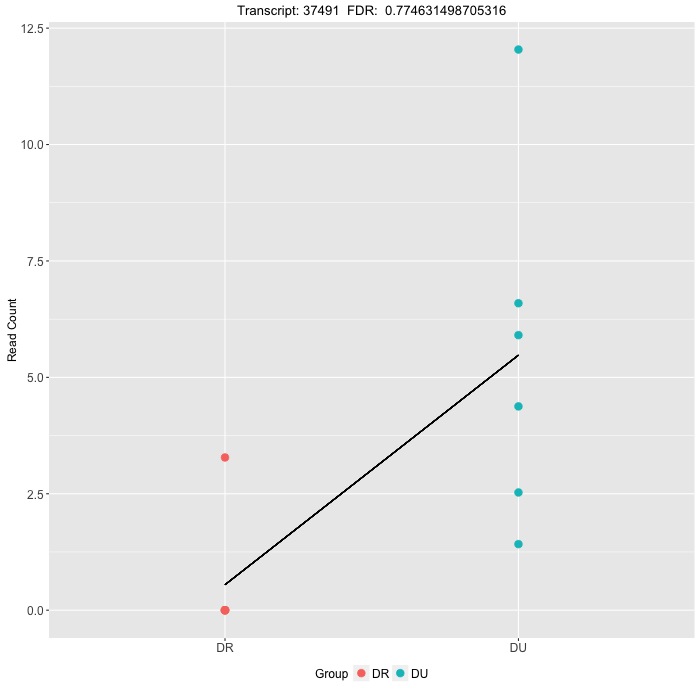 Transcript: 37491  FDR:  0.774631498705316
12.5
10.0
7.5
5.0
2.5
0.0
Read Count
DR
DU
Group DR DU